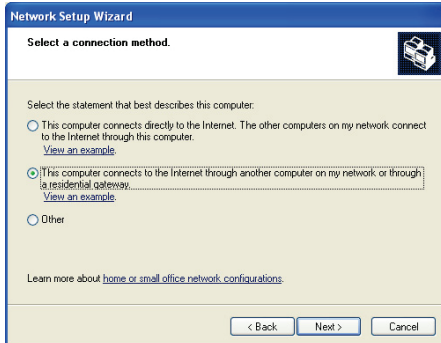 Network Setup Wizard
Select a connection method.
Select the statement that best describes this computer:
This computer connects directly to the Internet. The other computers on my network connect
to the Internet through this computer.
View an example.
This computer connects to the Internet through another computer on my network or through
a residential gateway.
View an example.
Other
Learn more about home or small office network configurations.
< Back
Next >
Cancel